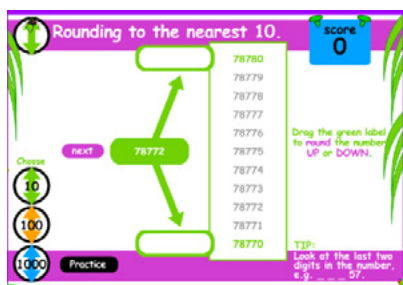 Rounding to the nearest 10.
score
0
78780
78779
78778
78777
78776
78775
78774
78773
78772
78771
78770
next
78772
Drag the green label
to round the number
UP or DOWN.
Choose
10
100
1000
Practice
TIP:
Look at the last two
digits in the number,
e.g. _ _ _ 57.